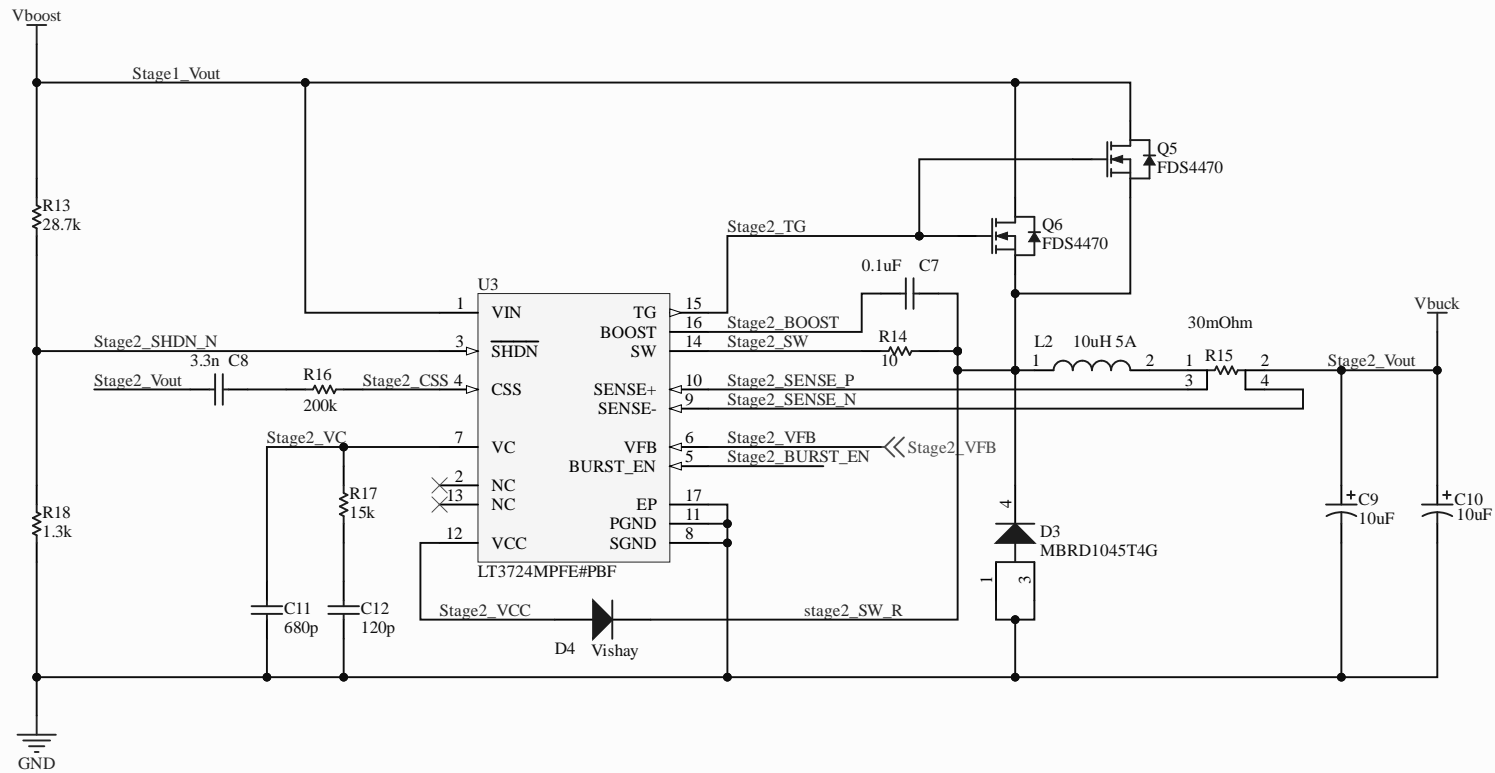 Vboost
Stage1_Vout
Q5
FDS4470
R13
28.7k
Stage2_TG
Q6
FDS4470
0.1uF C7
U3
1 VIN TG 15
BOOST 16 Stage2_BOOST
Stage2_SHDN_N 3 SHDN SW 14 Stage2_SW R14
10
30mOhm
Vbuck
L2 10uH 5A
1 2 1 R15 2 Stage2_Vout
3 4
3.3n C8
Stage2_Vout R16 Stage2_CSS 4 CSS SENSE+ 10 Stage2_SENSE_P
200k
SENSE- 9 Stage2_SENSE_N
Stage2_VC 7 VC VFB 6 Stage2_VFB Stage2_VFB
BURST_EN 5 Stage2_BURST_EN
2 NC
13 NC
R17
15k
EP 17
PGND 11
12 VCC SGND 8
LT3724MPFE#PBF
R18
1.3k
4
D3
MBRD1045T4G
1 3
C9
10uF
C10
10uF
+
+
C11
680p
C12
120p
Stage2_VCC stage2_SW_R
D4 Vishay
GND